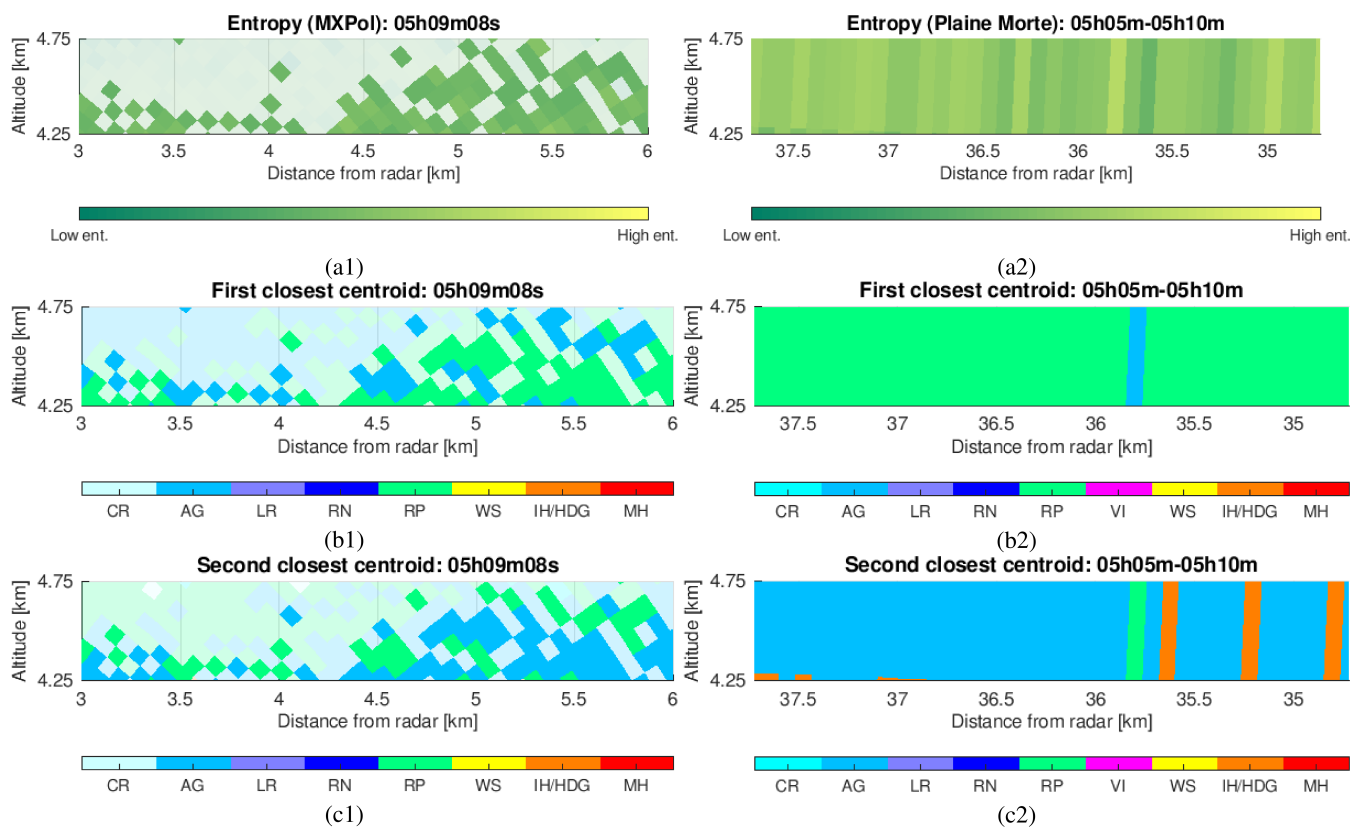 Entropy (MXPol): 05h09m08s
4.75
4.25
Altitude [km]
3 3.5 4 4.5 5 5.5 6
Distance from radar [km]
Low ent. High ent.
(a1)
Entropy (Plaine Morte): 05h05m-05h10m
4.75
4.25
Altitude [km]
37.5 37 36.5 36 35.5 35
Distance from radar [km]
Low ent. High ent.
(a2)
First closest centroid: 05h09m08s
4.75
4.25
Altitude [km]
3 3.5 4 4.5 5 5.5 6
Distance from radar [km]
CR AG LR RN RP WS IH/HDG MH
(b1)
First closest centroid: 05h05m-05h10m
4.75
4.25
Altitude [km]
37.5 37 36.5 36 35.5 35
Distance from radar [km]
CR AG LR RN RP VI WS IH/HDG MH
(b2)
Second closest centroid: 05h09m08s
4.75
4.25
Altitude [km]
3 3.5 4 4.5 5 5.5 6
Distance from radar [km]
CR AG LR RN RP WS IH/HDG MH
(c1)
Second closest centroid: 05h05m-05h10m
4.75
4.25
Altitude [km]
37.5 37 36.5 36 35.5 35
Distance from radar [km]
CR AG LR RN RP VI WS IH/HDG MH
(c2)